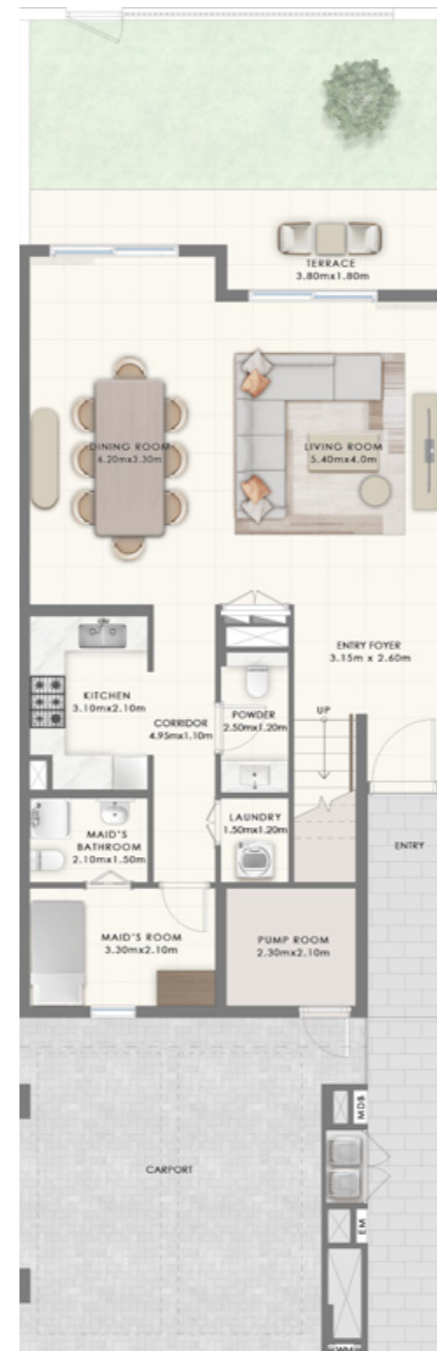 TERRACE
3.80mx1.80m
DINING ROOM
6.20mx3.30m
LIVING ROOM
5.40mx4.0m
ENTRY FOYER
3.15m x 2.60m
KITCHEN
3.10mx2.10m
CORRIDOR
4.95mx1.10m
POWDER
2.50mx1.20m
UP
MAID'S
BATHROOM
2.10mx1.50m
LAUNDRY
1.50mx1.20m
ENTRY
MAID'S ROOM
3.30mx2.10m
PUMP ROOM
2.30mx2.10m
CARPORT
MDB
EM
WM